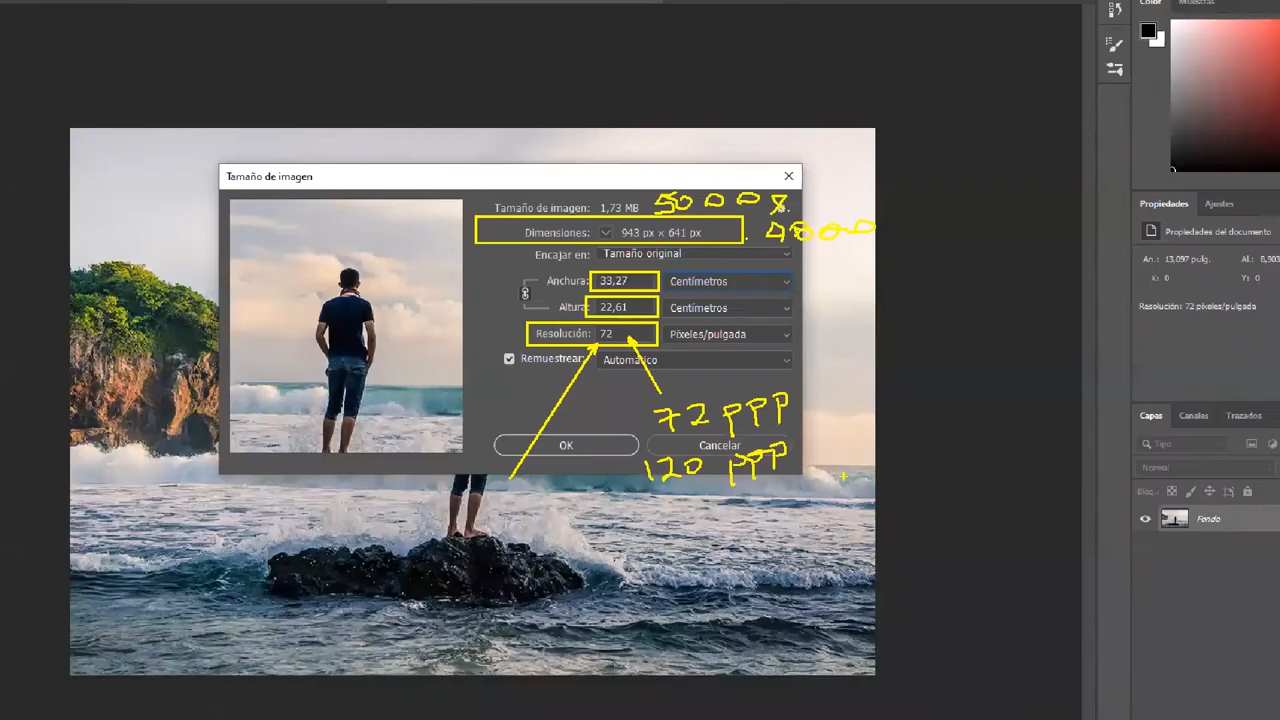 Color
Muestras
Tamaño de imagen
Tamaño de imagen: 1,73 MB
5000 x
4800
Dimensiones: 943 px × 641 px
Encajar en: Tamaño original
Anchura: 33,27 Centímetros
Altura: 22,61 Centímetros
Resolución: 72 Píxeles/pulgada
Remuestrear: Automático
72 PPP
120 PPP
OK
Cancelar
Propiedades
Ajustes
Propiedades del documento
An.: 13,097 pulg.
Al.: 8,903
X: 0
Y: 0
Resolución: 72 píxeles/pulgada
Capas
Canales
Trazados
Tipo
Normal
Bloq.:
Fondo